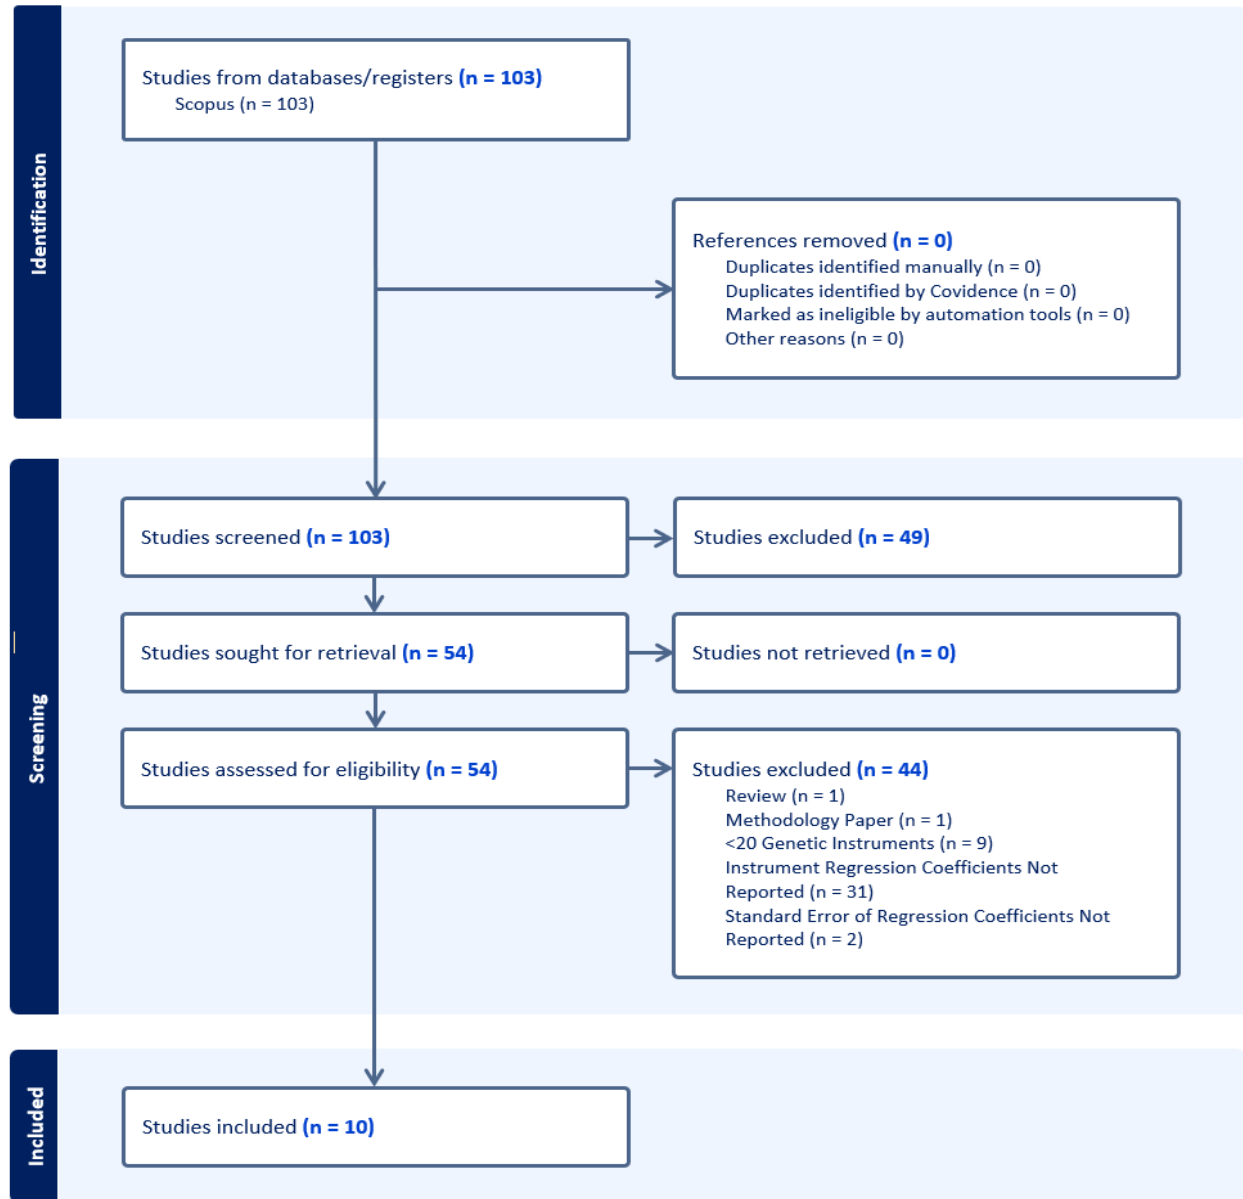 Identification
Studies from databases/registers (n = 103)
Scopus (n = 103)
References removed (n = 0)
Duplicates identified manually (n = 0)
Duplicates identified by Covidence (n = 0)
Marked as ineligible by automation tools (n = 0)
Other reasons (n = 0)
Screening
Studies screened (n = 103)
Studies excluded (n = 49)
Studies sought for retrieval (n = 54)
Studies not retrieved (n = 0)
Studies assessed for eligibility (n = 54)
Studies excluded (n = 44)
Review (n = 1)
Methodology Paper (n = 1)
<20 Genetic Instruments (n = 9)
Instrument Regression Coefficients Not
Reported (n = 31)
Standard Error of Regression Coefficients Not
Reported (n = 2)
Included
Studies included (n = 10)